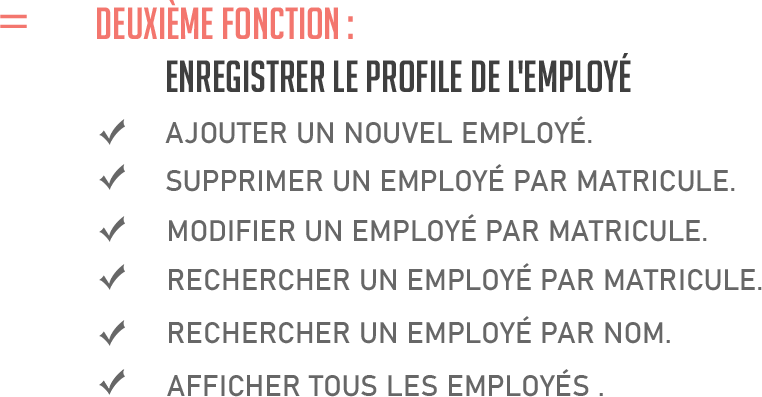 = DEUXIÈME FONCTION :
ENREGISTRER LE PROFILE DE L'EMPLOYÉ
✓ AJOUTER UN NOUVEL EMPLOYÉ.
✓ SUPPRIMER UN EMPLOYÉ PAR MATRICULE.
✓ MODIFIER UN EMPLOYÉ PAR MATRICULE.
✓ RECHERCHER UN EMPLOYÉ PAR MATRICULE.
✓ RECHERCHER UN EMPLOYÉ PAR NOM.
✓ AFFICHER TOUS LES EMPLOYÉS .